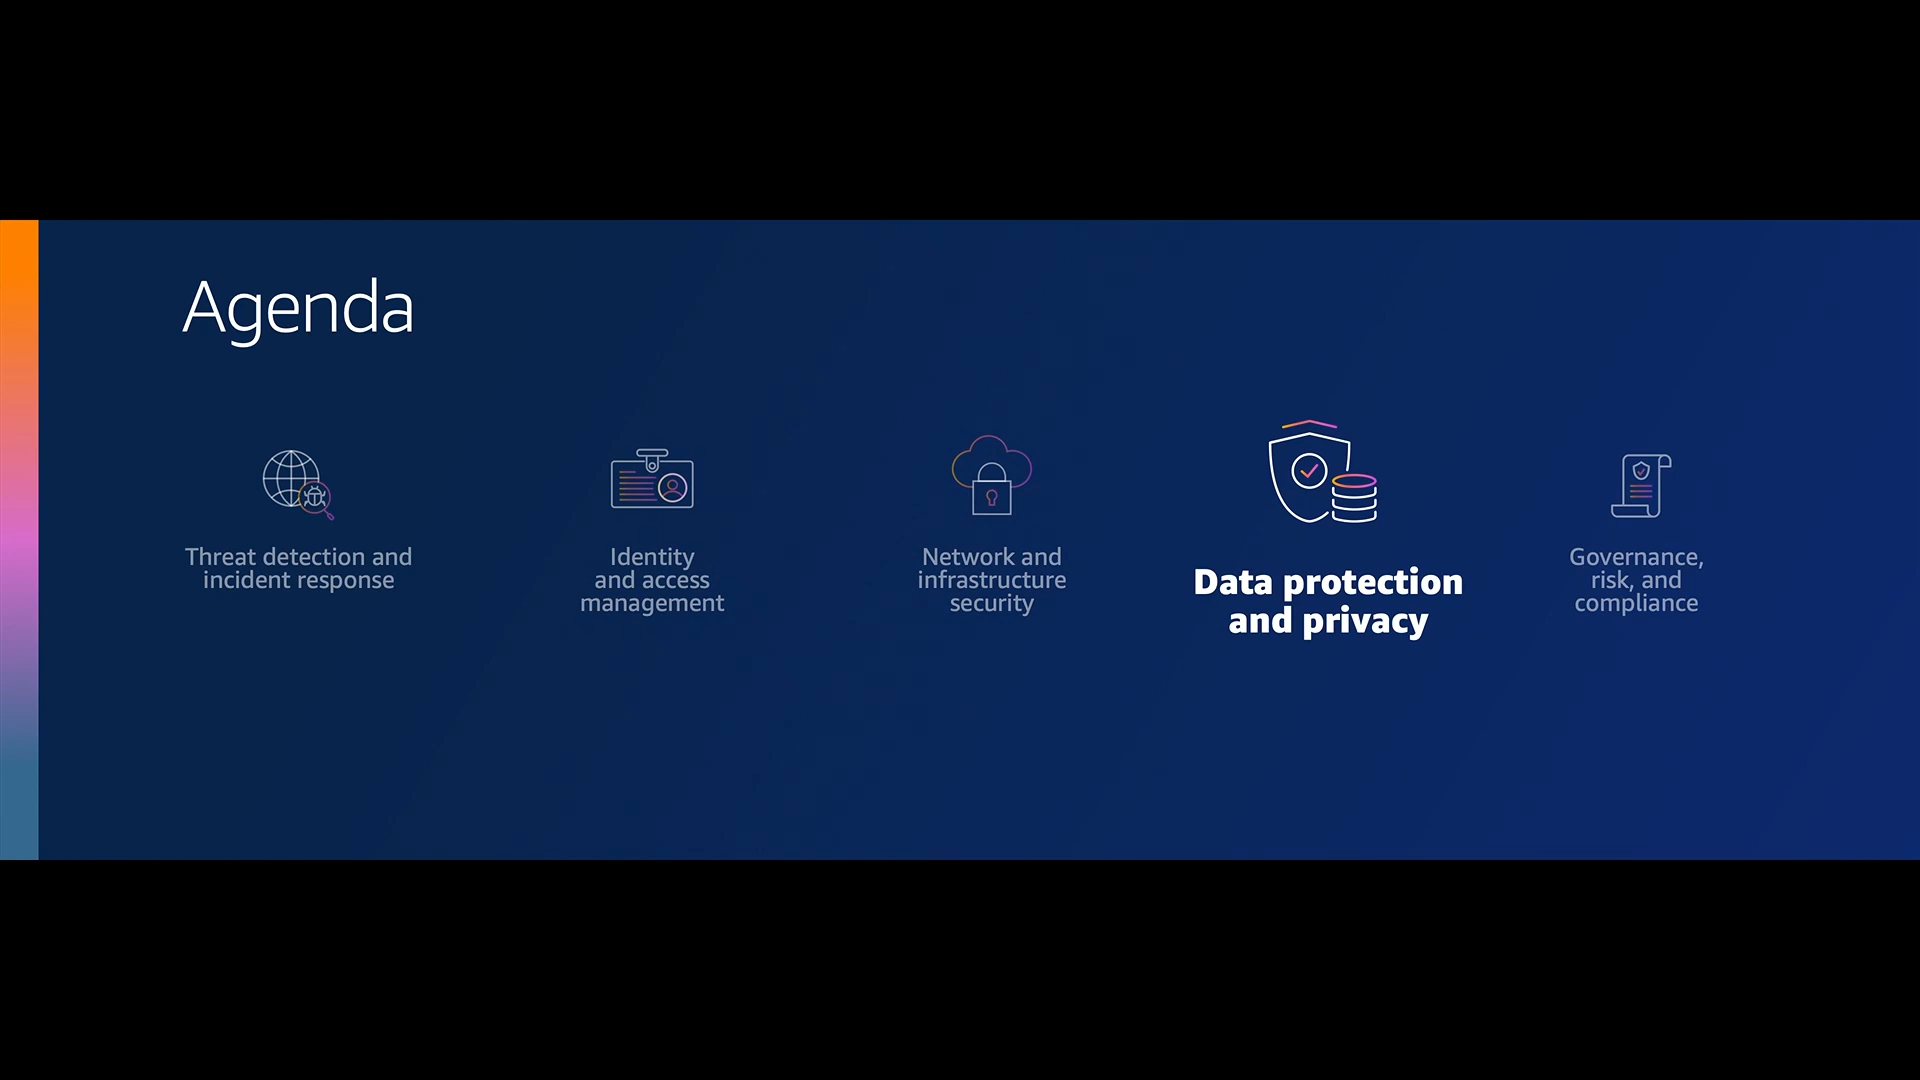 Agenda
Threat detection and
incident response
Identity
and access
management
Network and
infrastructure
security
Data protection
and privacy
Governance,
risk, and
compliance